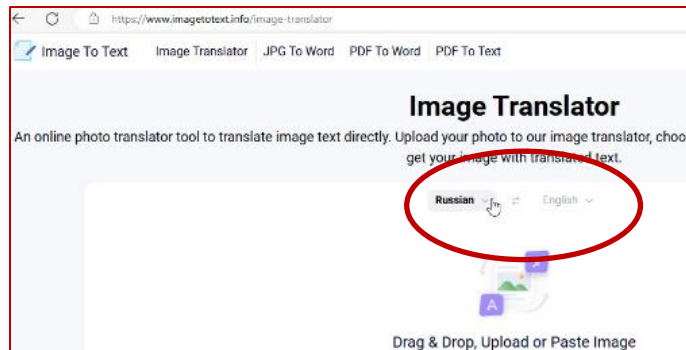 https://www.imagetotext.info/image-translator
Image To Text Image Translator JPG To Word PDF To Word PDF To Text
Image Translator
An online photo translator tool to translate image text directly. Upload your photo to our image translator, choo
get your image with translated text.
Russian English
A
Drag & Drop, Upload or Paste Image